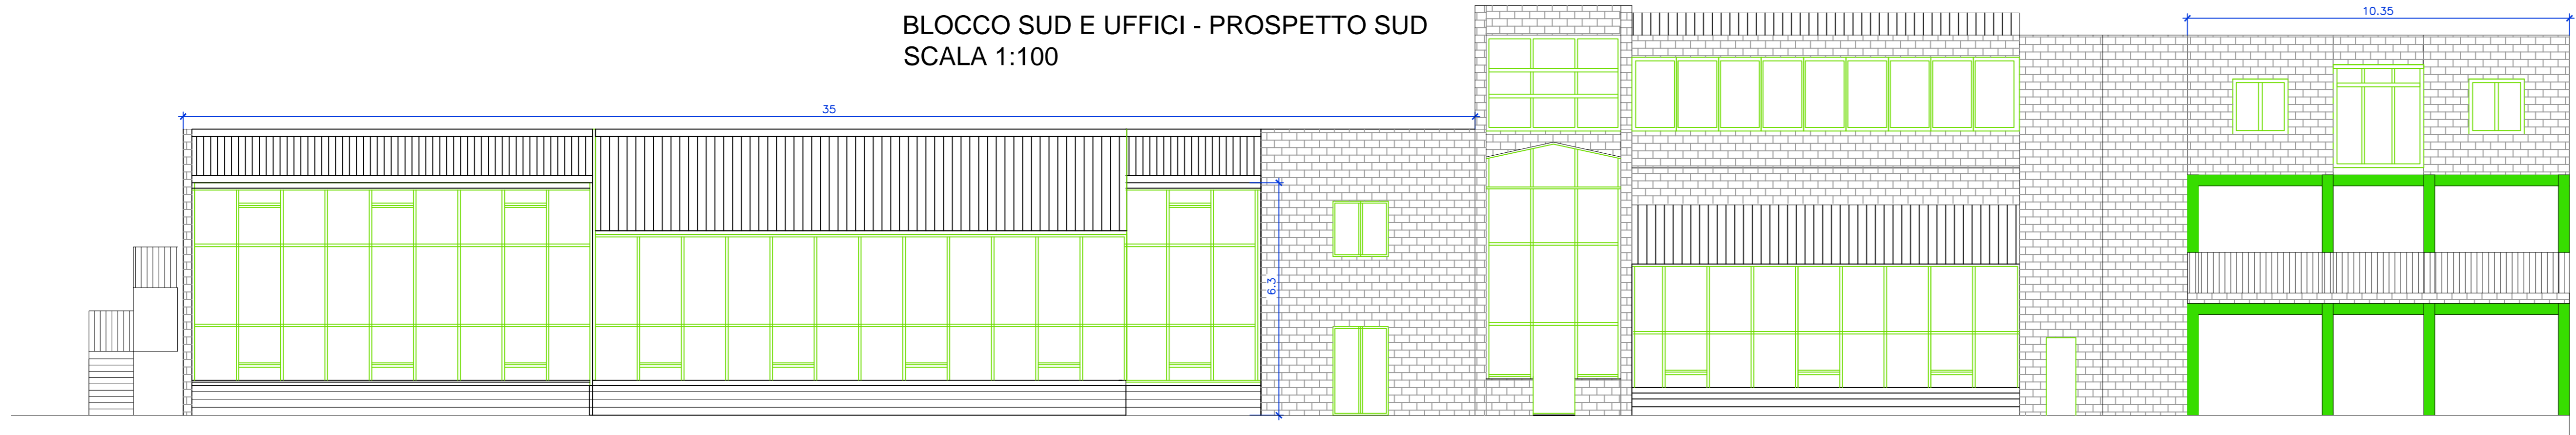 BLOCCO SUD E UFFICI - PROSPETTO SUD
SCALA 1:100
10.35
35
6.3